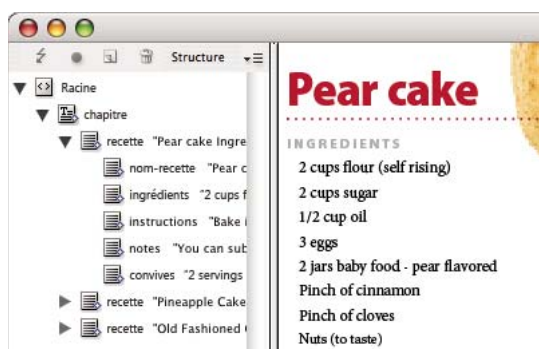 Structure
Racine
chapitre
recette "Pear cake Ingre
nom-recette "Pear c
ingrédients "2 cups f
instructions "Bake i
notes "You can sub
convives "2 servings
recette "Pineapple Cake
recette "Old Fashioned
Pear cake
INGREDIENTS
2 cups flour (self rising)
2 cups sugar
1/2 cup oil
3 eggs
2 jars baby food - pear flavored
Pinch of cinnamon
Pinch of cloves
Nuts (to taste)